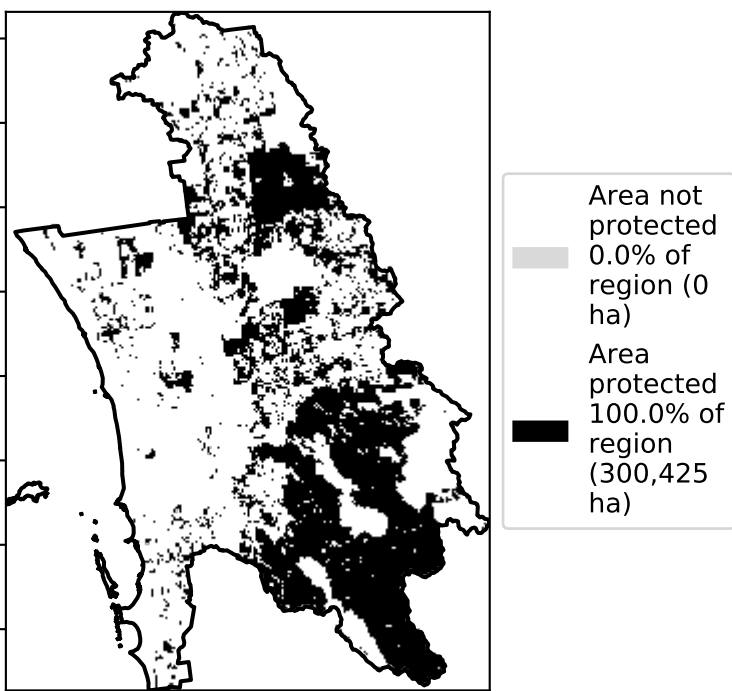 Area not
protected
0.0% of
region (0
ha)
Area
protected
100.0% of
region
(300,425
ha)